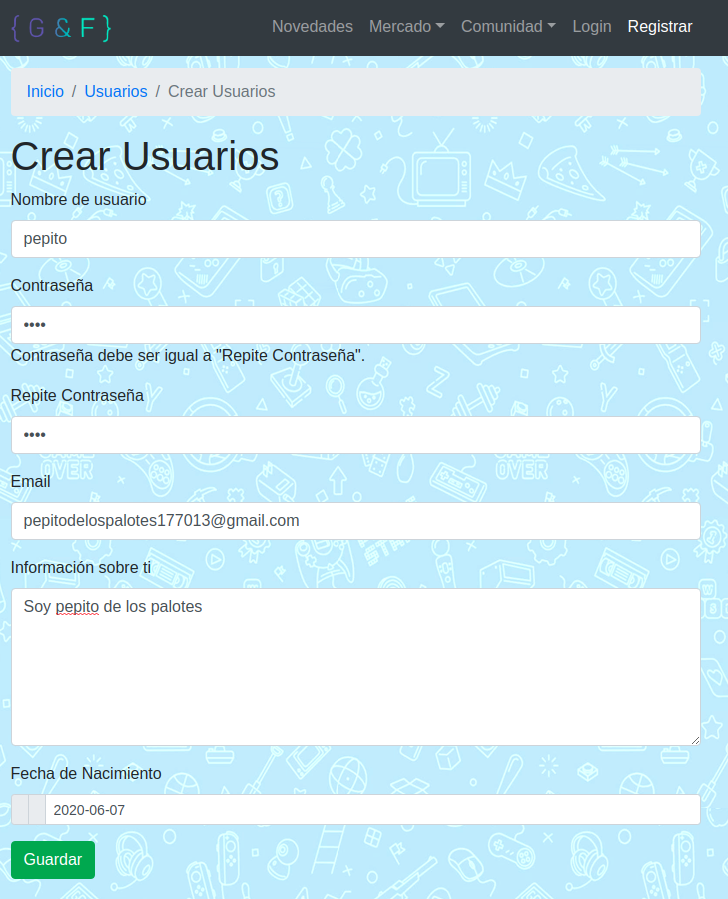 { G & F } Novedades Mercado Comunidad Login Registrar
Inicio / Usuarios / Crear Usuarios
Crear Usuarios
Nombre de usuario
pepito
Contraseña
••••
Contraseña debe ser igual a "Repite Contraseña".
Repite Contraseña
••••
Email
pepitodelospalotes177013@gmail.com
Información sobre ti
Soy pepito de los palotes
Fecha de Nacimiento
2020-06-07
Guardar